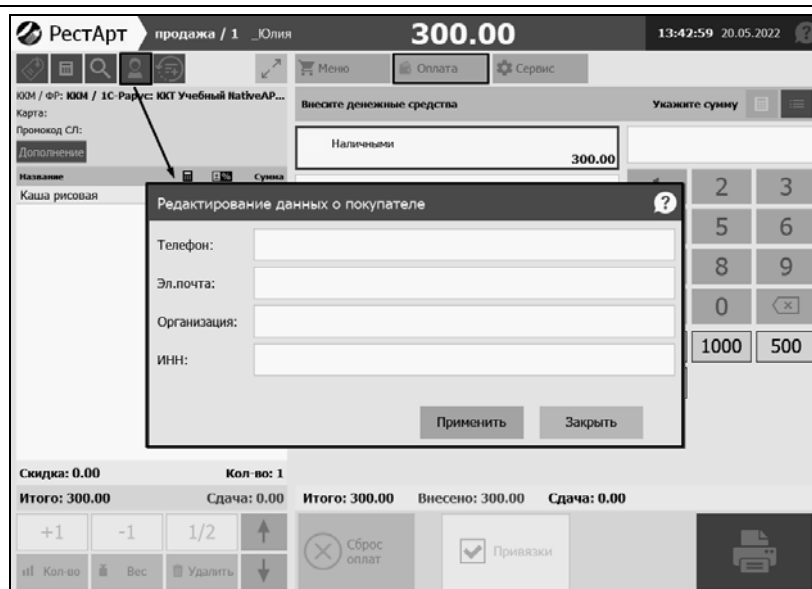 РестАрт продажа / 1 _Юлия 300.00 13:42:59 20.05.2022
Меню Оплата Сервис
ККМ / ФР: ККМ / 1С-Рарус: ККТ Учебный NativeAP...
Карта:
Промокод СЛ:
Дополнение
Внесите денежные средства Укажите сумму
Наличными
300.00
Название Сумма
Каша рисовая
Редактирование данных о покупателе ?
Телефон:
Эл.почта:
Организация:
ИНН:
Применить Закрыть
2 3
5 6
8 9
0
1000 500
Скидка: 0.00 Кол-во: 1
Итого: 300.00 Сдача: 0.00 Итого: 300.00 Внесено: 300.00 Сдача: 0.00
+1 -1 1/2
Кол-во Вес Удалить
Сброс
оплат
Привязки